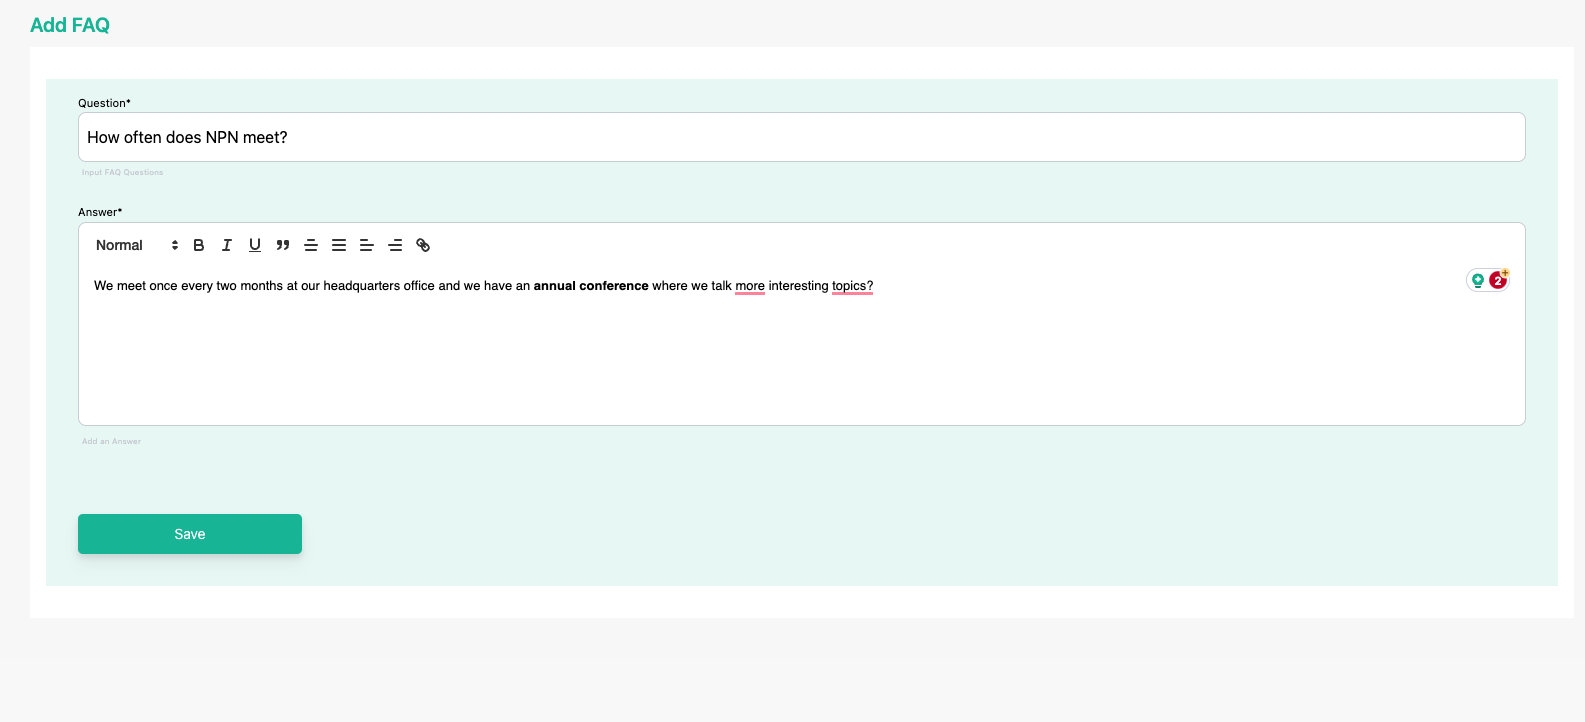 Add FAQ
Question*
How often does NPN meet?
Input FAQ Questions
Answer*
Normal
We meet once every two months at our headquarters office and we have an annual conference where we talk more interesting topics?
2
Add an Answer
Save